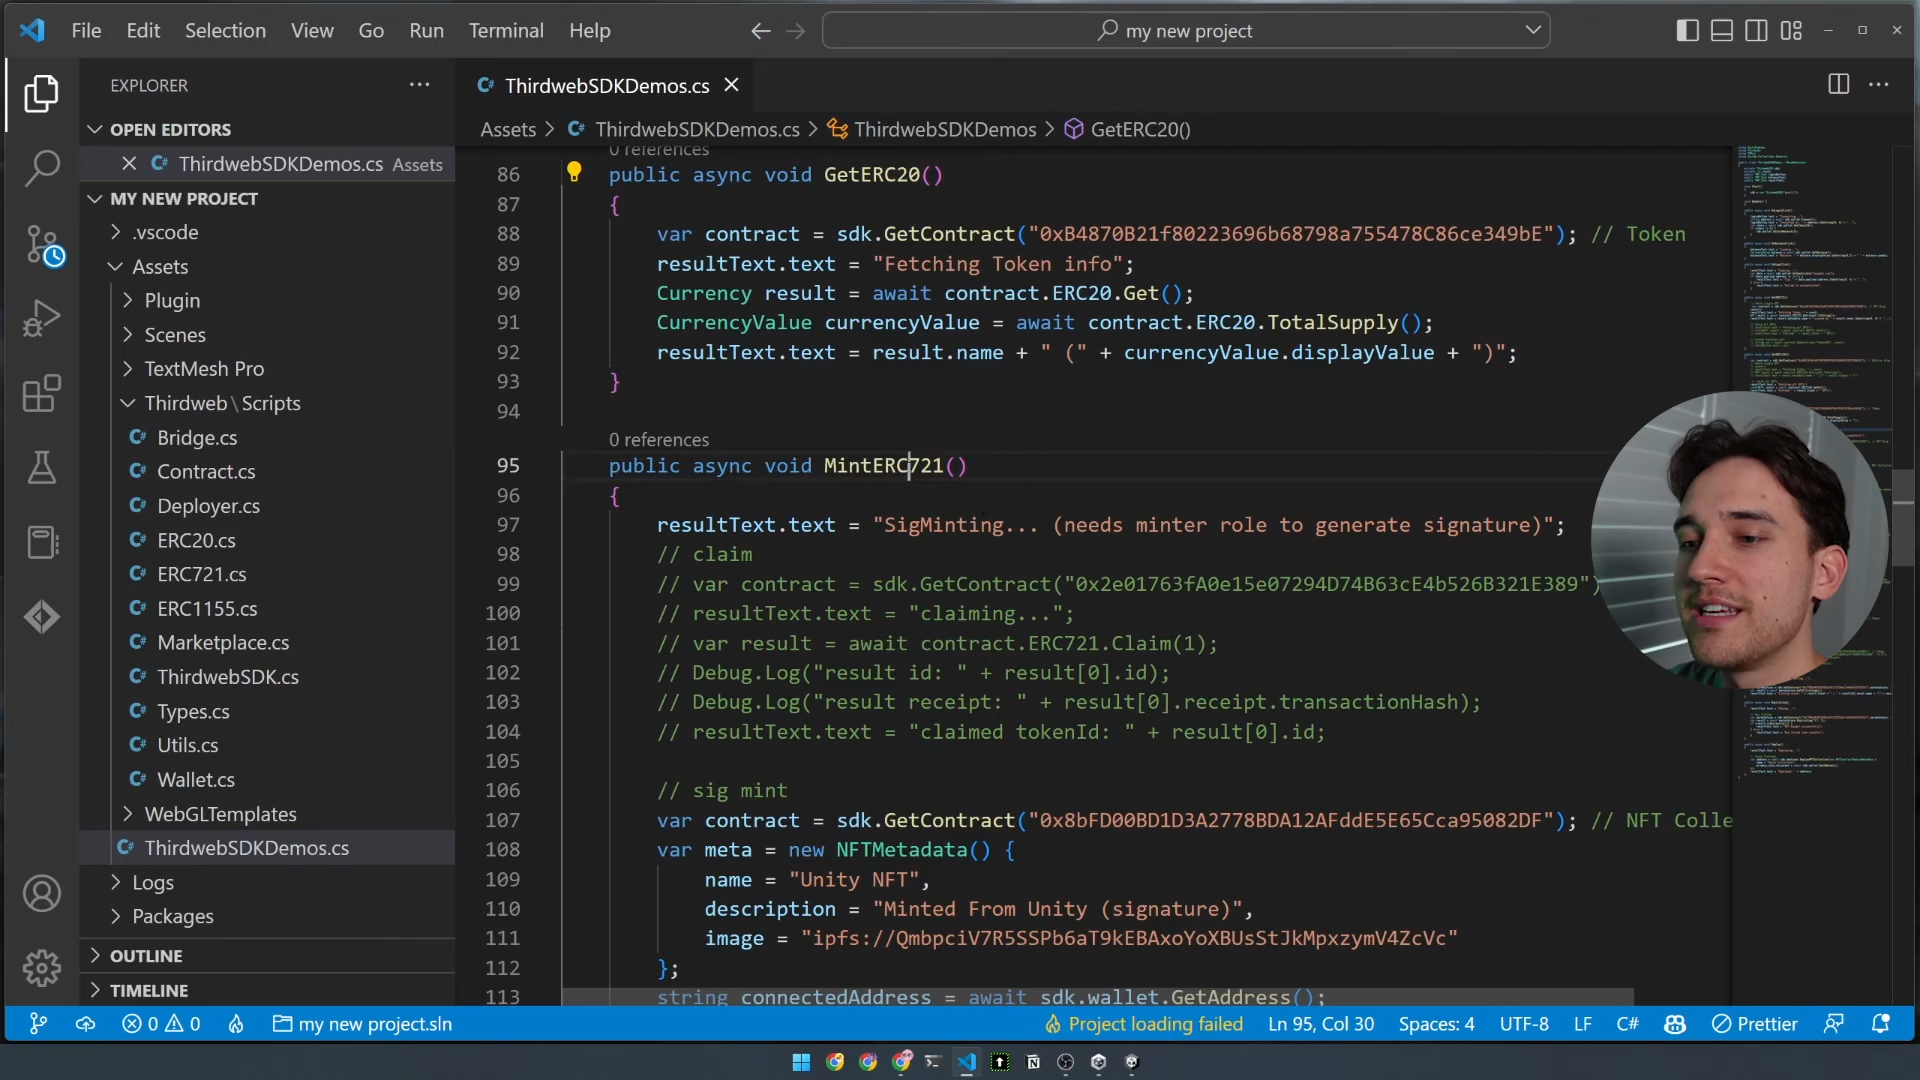 File Edit Selection View Go Run Terminal Help
my new project
EXPLORER
OPEN EDITORS
ThirdwebSDKDemos.cs Assets
MY NEW PROJECT
.vscode
Assets
Plugin
Scenes
TextMesh Pro
Thirdweb\Scripts
Bridge.cs
Contract.cs
Deployer.cs
ERC20.cs
ERC721.cs
ERC1155.cs
Marketplace.cs
ThirdwebSDK.cs
Types.cs
Utils.cs
Wallet.cs
WebGLTemplates
ThirdwebSDKDemos.cs
Logs
Packages
OUTLINE
TIMELINE
ThirdwebSDKDemos.cs
Assets > ThirdwebSDKDemos.cs > ThirdwebSDKDemos > GetERC20()
0 references
86 public async void GetERC20()
87 {
88 var contract = sdk.GetContract("0xB4870B21f80223696b68798a755478C86ce349bE"); // Token
89 resultText.text = "Fetching Token info";
90 Currency result = await contract.ERC20.Get();
91 CurrencyValue currencyValue = await contract.ERC20.TotalSupply();
92 resultText.text = result.name + " (" + currencyValue.displayValue + ")";
93 }
94
0 references
95 public async void MintERC721()
96 {
97 resultText.text = "SigMinting... (needs minter role to generate signature)";
98 // claim
99 // var contract = sdk.GetContract("0x2e01763fA0e15e07294D74B63cE4b526B321E389")
100 // resultText.text = "claiming...";
101 // var result = await contract.ERC721.Claim(1);
102 // Debug.Log("result id: " + result[0].id);
103 // Debug.Log("result receipt: " + result[0].receipt.transactionHash);
104 // resultText.text = "claimed tokenId: " + result[0].id;
105
106 // sig mint
107 var contract = sdk.GetContract("0x8bFD00BD1D3A2778BDA12AFddE5E65Cca95082DF"); // NFT Colle
108 var meta = new NFTMetadata() {
109 name = "Unity NFT",
110 description = "Minted From Unity (signature)",
111 image = "ipfs://QmbpciV7R5SSPb6aT9kEBAxoYoXBUsStJkMpxzymV4ZcVc"
112 };
113 string connectedAddress = await sdk.wallet.GetAddress();
0 0 my new project.sln Project loading failed Ln 95, Col 30 Spaces: 4 UTF-8 LF C# Prettier